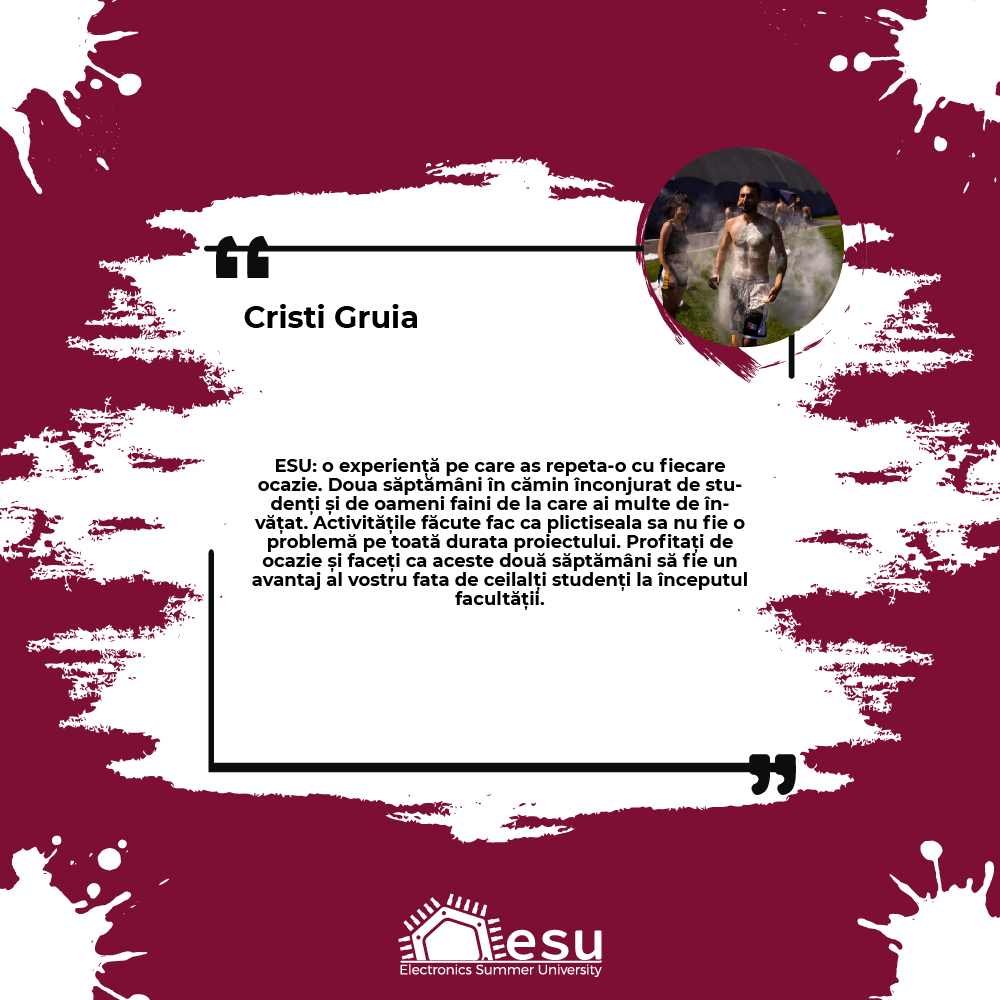 Cristi Gruia
ESU: o experiență pe care as repeta-o cu fiecare
ocazie. Doua săptămâni în cămin înconjurat de stu-
denți și de oameni faini de la care ai multe de în-
vățat. Activitățile făcute fac ca plictiseala sa nu fie o
problemă pe toată durata proiectului. Profitați de
ocazie și faceți ca aceste două săptămâni să fie un
avantaj al vostru fata de ceilalți studenți la începutul
facultății.
esu
Electronics Summer University